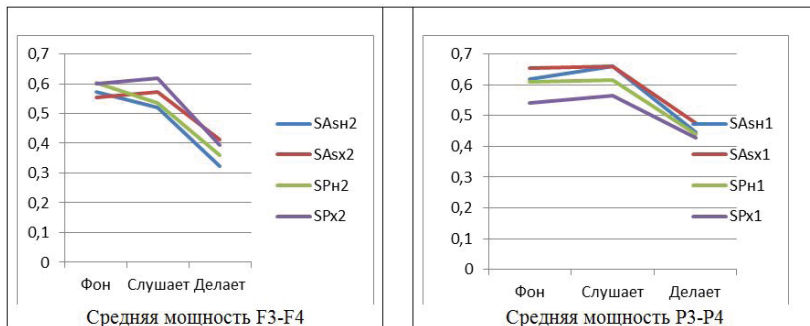 0,7
0,6
0,5
0,4
0,3
0,2
0,1
0
Фон Слушает Делает
SAsн2
SAsх2
SPн2
SPх2
Средняя мощность F3-F4
0,7
0,6
0,5
0,4
0,3
0,2
0,1
0
Фон Слушает Делает
SAsн1
SAsх1
SPн1
SPх1
Средняя мощность P3-P4